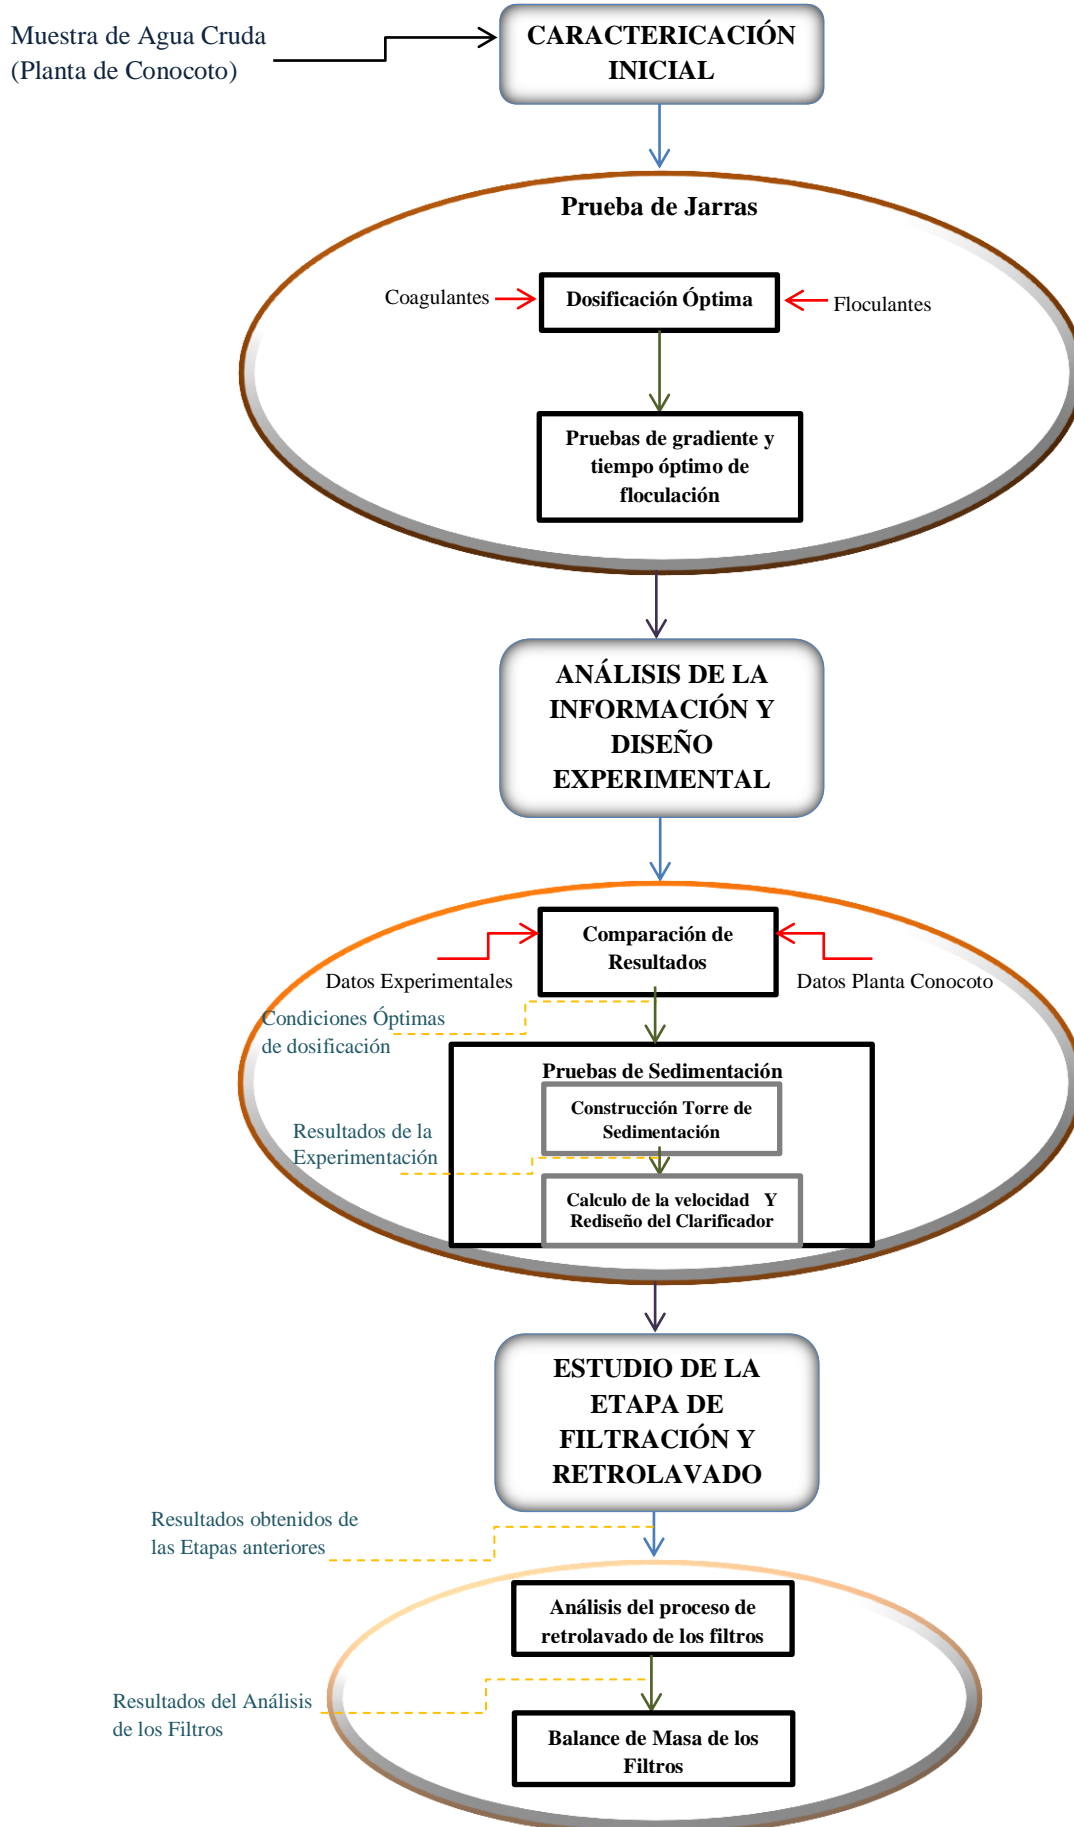 Muestra de Agua Cruda
(Planta de Conocoto)
CARACTERICACIÓN
INICIAL
Prueba de Jarras
Coagulantes
Dosificación Óptima
Floculantes
Pruebas de gradiente y
tiempo óptimo de
floculación
ANÁLISIS DE LA
INFORMACIÓN Y
DISEÑO
EXPERIMENTAL
Comparación de
Resultados
Datos Experimentales
Datos Planta Conocoto
Condiciones Óptimas
de dosificación
Pruebas de Sedimentación
Construcción Torre de
Sedimentación
Resultados de la
Experimentación
Calculo de la velocidad Y
Rediseño del Clarificador
ESTUDIO DE LA
ETAPA DE
FILTRACIÓN Y
RETROLAVADO
Resultados obtenidos de
las Etapas anteriores
Análisis del proceso de
retrolavado de los filtros
Resultados del Análisis
de los Filtros
Balance de Masa de los
Filtros